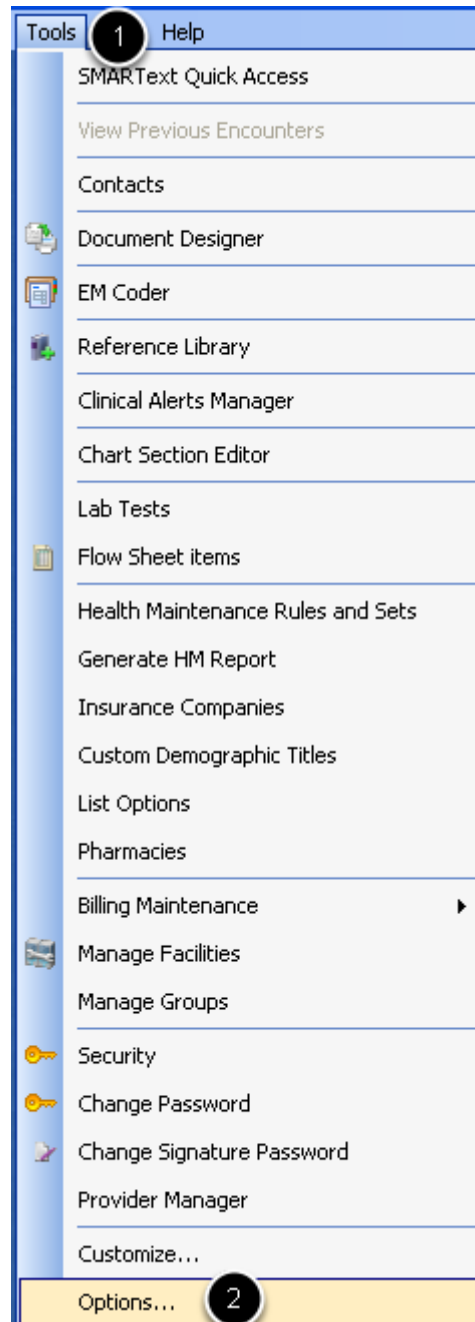 Tools 1 Help
SMARText Quick Access
View Previous Encounters
Contacts
Document Designer
EM Coder
Reference Library
Clinical Alerts Manager
Chart Section Editor
Lab Tests
Flow Sheet items
Health Maintenance Rules and Sets
Generate HM Report
Insurance Companies
Custom Demographic Titles
List Options
Pharmacies
Billing Maintenance
Manage Facilities
Manage Groups
Security
Change Password
Change Signature Password
Provider Manager
Customize...
Options... 2